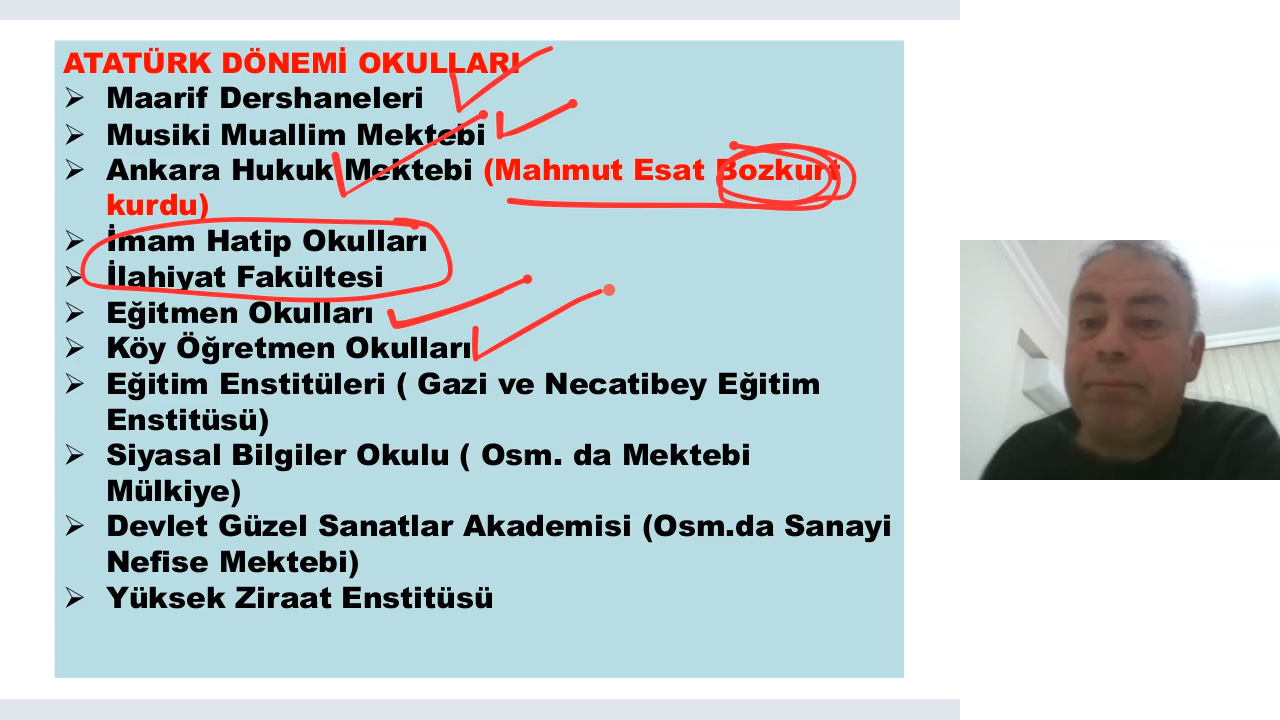 ATATÜRK DÖNEMİ OKULLARI
➢ Maarif Dershaneleri
➢ Musiki Muallim Mektebi
➢ Ankara Hukuk Mektebi (Mahmut Esat Bozkurt
kurdu)
➢ İmam Hatip Okulları
➢ İlahiyat Fakültesi
➢ Eğitmen Okulları
➢ Köy Öğretmen Okulları
➢ Eğitim Enstitüleri ( Gazi ve Necatibey Eğitim
Enstitüsü)
➢ Siyasal Bilgiler Okulu ( Osm. da Mektebi
Mülkiye)
➢ Devlet Güzel Sanatlar Akademisi (Osm.da Sanayi
Nefise Mektebi)
➢ Yüksek Ziraat Enstitüsü